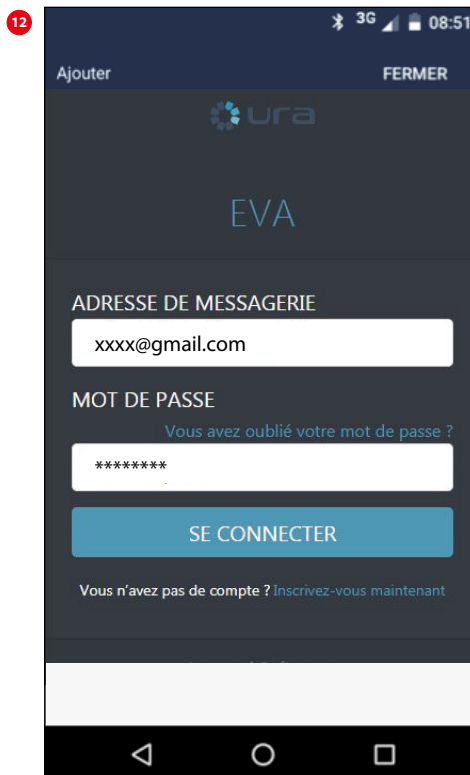 12
3G 08:51
Ajouter FERMER
ura
EVA
ADRESSE DE MESSAGERIE
xxxx@gmail.com
MOT DE PASSE
Vous avez oublié votre mot de passe ?
********
SE CONNECTER
Vous n'avez pas de compte ? Inscrivez-vous maintenant